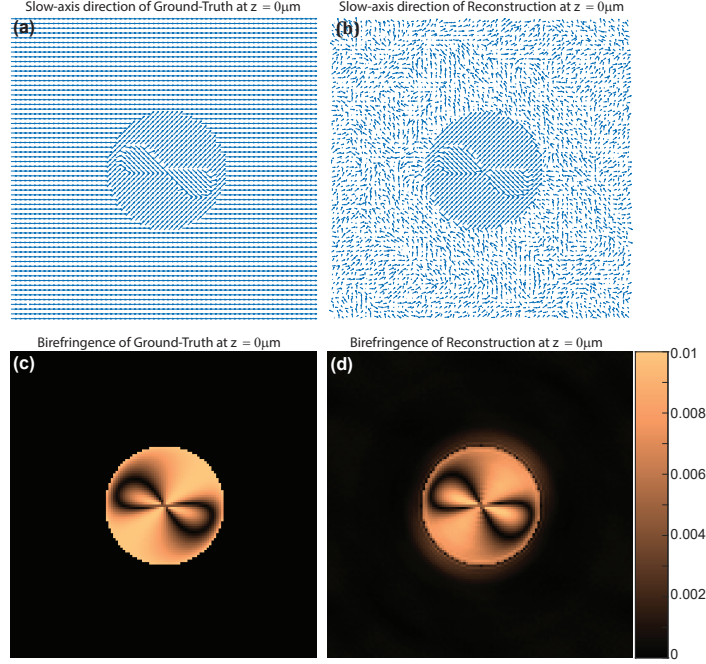 Slow-axis direction of Ground-Truth at z = 0μm
Slow-axis direction of Reconstruction at z = 0μm
(a)
(b)
Birefringence of Ground-Truth at z = 0μm
Birefringence of Reconstruction at z = 0μm
(c)
(d)
0.01
0.008
0.006
0.004
0.002
0